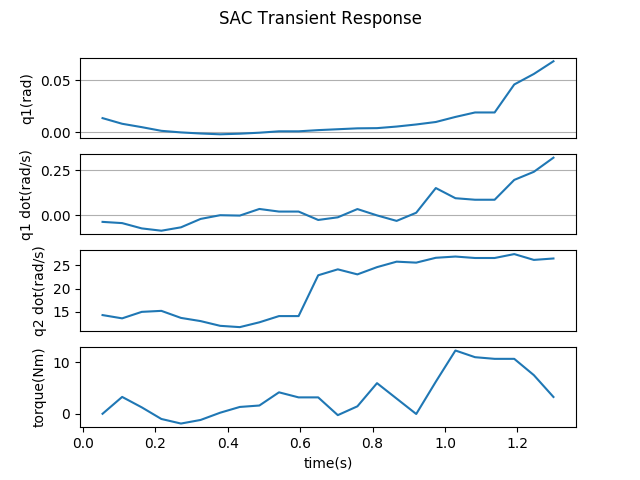 SAC Transient Response
0.05
0.00
q1(rad)
0.25
0.00
q1 dot(rad/s)
25
20
15
q2 dot(rad/s)
10
0
torque(Nm)
0.0 0.2 0.4 0.6 0.8 1.0 1.2
time(s)